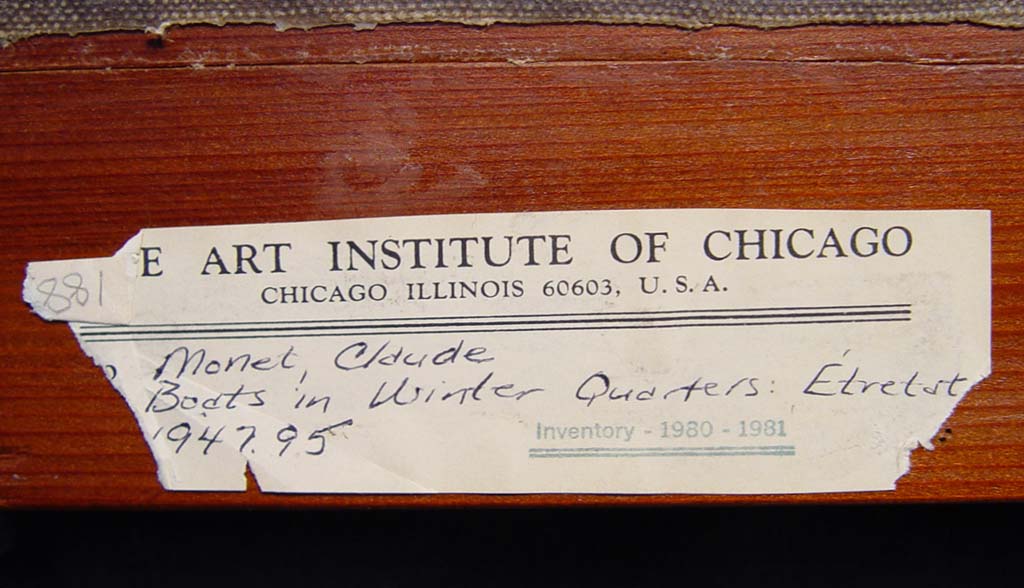 E ART INSTITUTE OF CHICAGO
CHICAGO ILLINOIS 60603, U.S.A.
881
Monet, Claude
Boats in Winter Quarters: Étretat
1947.95
Inventory - 1980 - 1981